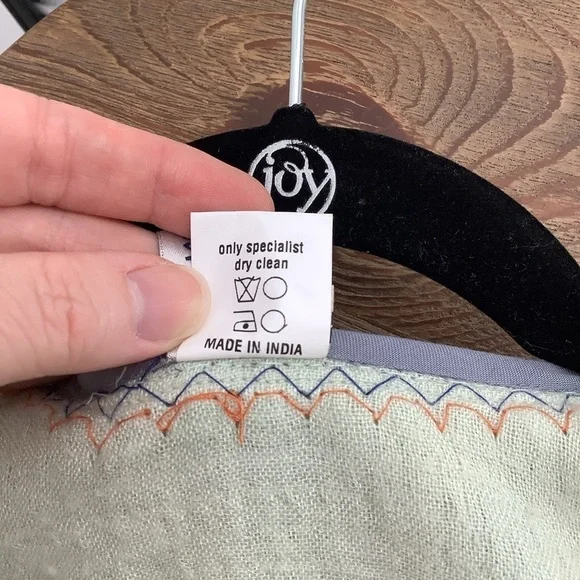 joy
only specialist
dry clean
MADE IN INDIA